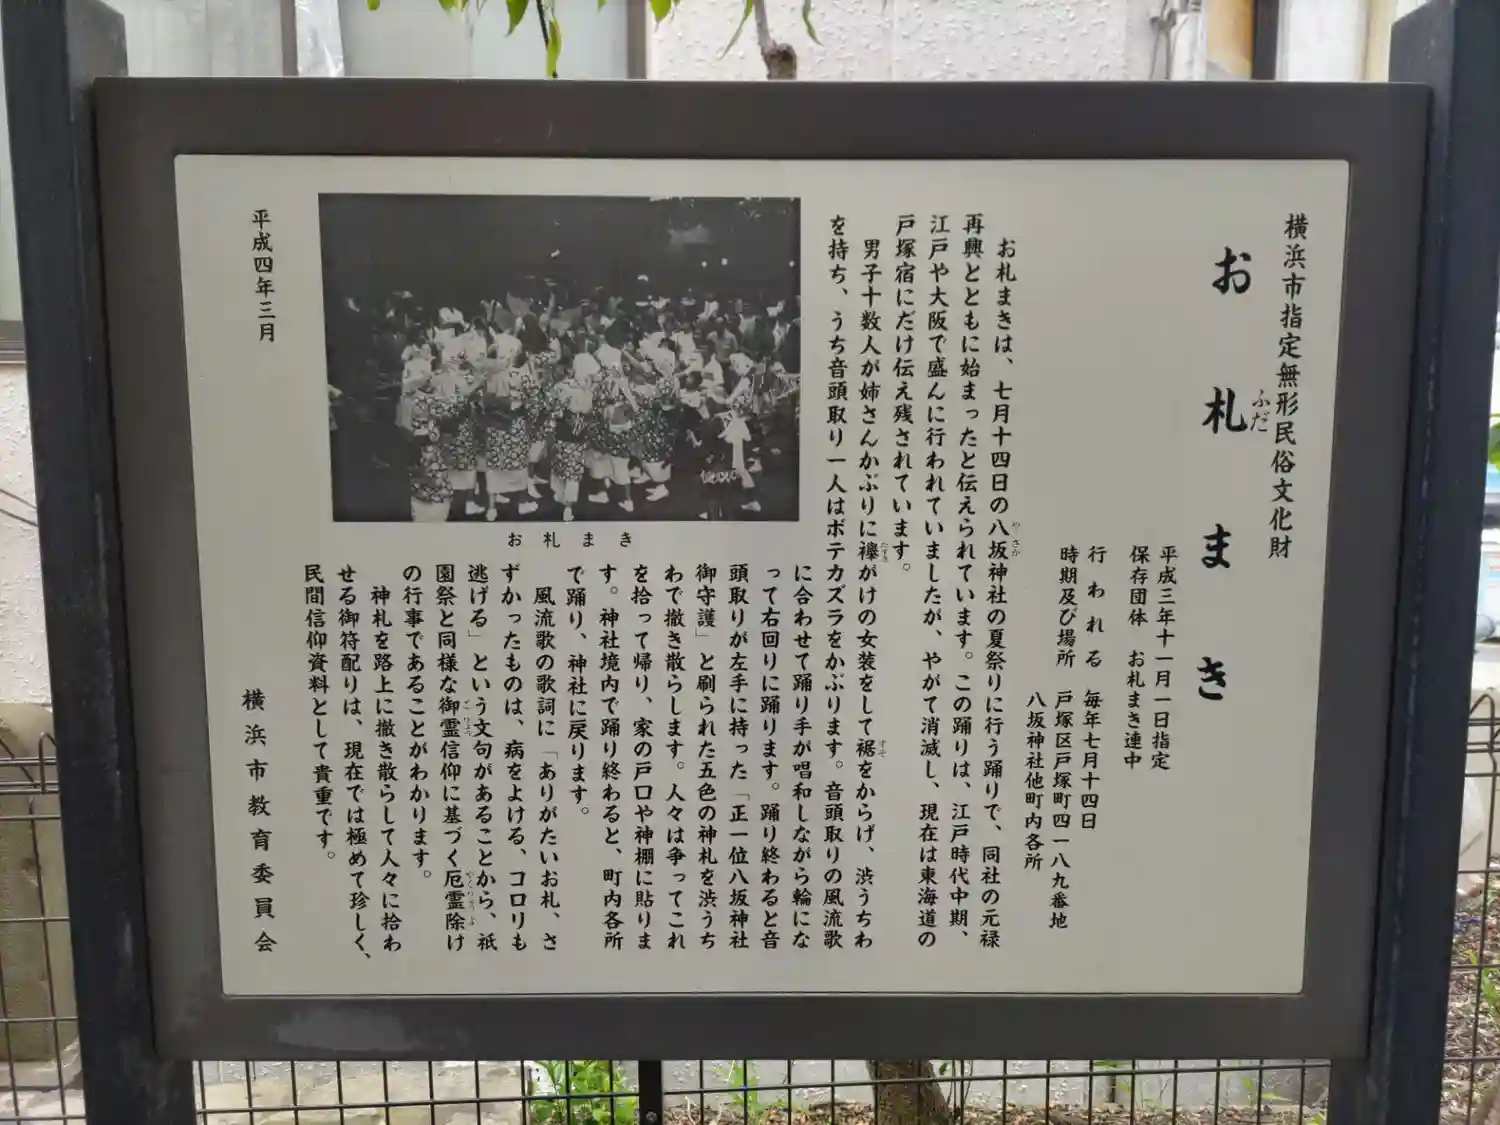 横浜市指定無形民俗文化財
お札まき
ふだ
平成三年十一月一日指定
保存団体　お札まき連中
行われる　毎年七月十四日
時期及び場所　戸塚区戸塚町四一八九番地
八坂神社他町内各所
お札まきは、七月十四日の八坂神社の夏祭りに行う踊りで、同社の元禄
やさか
再興とともに始まったと伝えられています。この踊りは、江戸時代中期、
江戸や大阪で盛んに行われていましたが、やがて消滅し、現在は東海道の
戸塚宿にだけ伝え残されています。
男子十数人が姉さんかぶりに襷がけの女装をして裾をからげ、渋うちわ
たすき
すそ
を持ち、うち音頭取り一人はボテカズラをかぶります。音頭取りの風流歌
に合わせて踊り手が唱和しながら輪にな
って右回りに踊ります。踊り終わると音
頭取りが左手に持った「正一位八坂神社
御守護」と刷られた五色の神札を渋うち
わで撒き散らします。人々は争ってこれ
を拾って帰り、家の戸口や神棚に貼りま
す。神社境内で踊り終わると、町内各所
で踊り、神社に戻ります。
風流歌の歌詞に「ありがたいお札、さ
ずかったものは、病をよける、コロリも
逃げる」という文句があることから、祇
園祭と同様な御霊信仰に基づく厄霊除け
ごりょう
の行事であることがわかります。
神札を路上に撒き散らして人々に拾わ
せる御符配りは、現在では極めて珍しく、
民間信仰資料として貴重です。
お札まき
平成四年三月
横浜市教育委員会